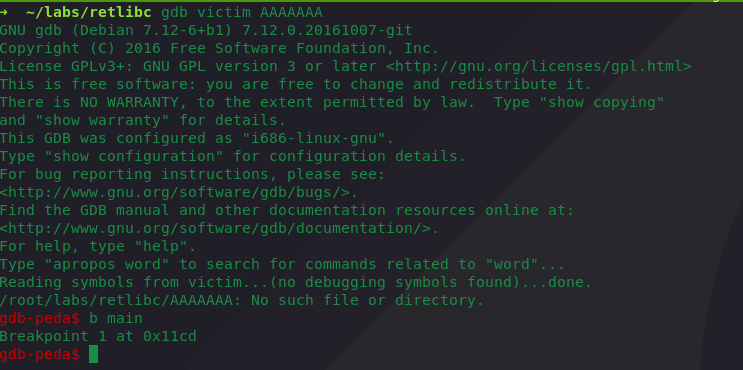 → ~/labs/retlibc gdb victim AAAAAAA
GNU gdb (Debian 7.12-6+b1) 7.12.0.20161007-git
Copyright (C) 2016 Free Software Foundation, Inc.
License GPLv3+: GNU GPL version 3 or later <http://gnu.org/licenses/gpl.html>
This is free software: you are free to change and redistribute it.
There is NO WARRANTY, to the extent permitted by law.  Type "show copying"
and "show warranty" for details.
This GDB was configured as "i686-linux-gnu".
Type "show configuration" for configuration details.
For bug reporting instructions, please see:
<http://www.gnu.org/software/gdb/bugs/>.
Find the GDB manual and other documentation resources online at:
<http://www.gnu.org/software/gdb/documentation/>.
For help, type "help".
Type "apropos word" to search for commands related to "word"...
Reading symbols from victim...(no debugging symbols found)...done.
/root/labs/retlibc/AAAAAAA: No such file or directory.
gdb-peda$ b main
Breakpoint 1 at 0x11cd
gdb-peda$